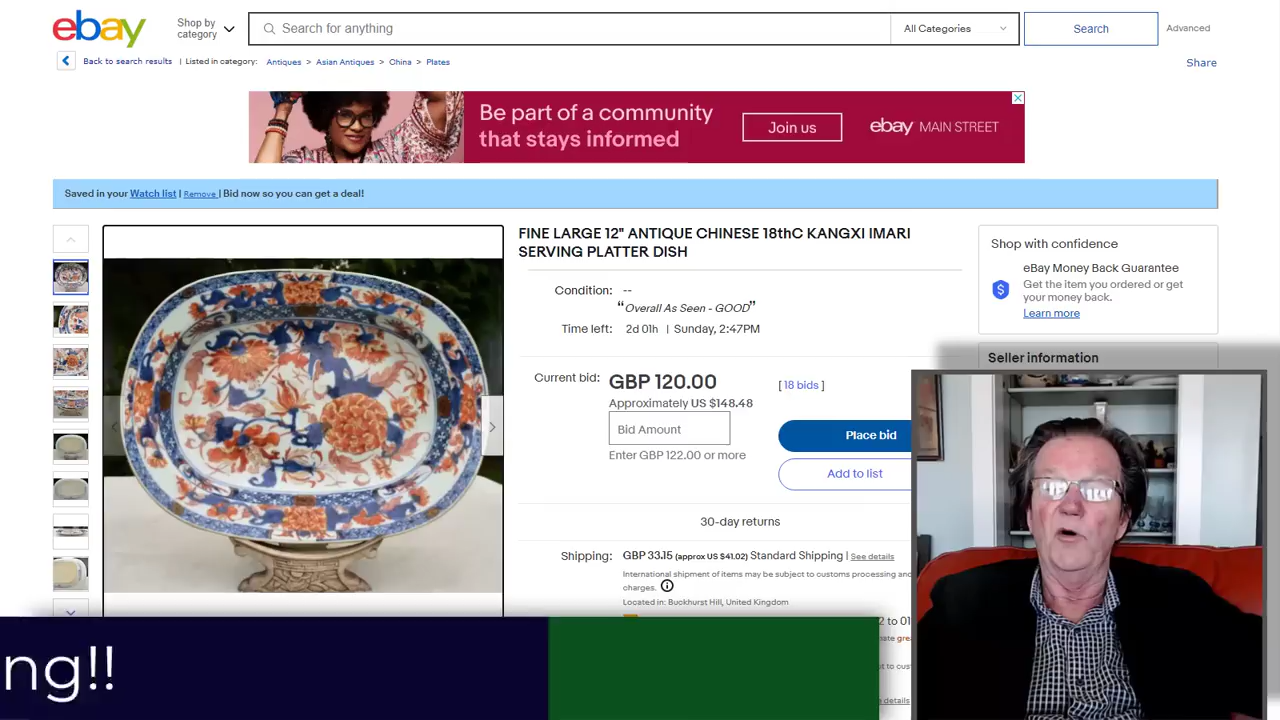 ebay
Shop by
category
Search for anything
All Categories
Search
Advanced
Back to search results | Listed in category: Antiques > Asian Antiques > China > Plates
Share
Be part of a community
that stays informed
Join us
ebay MAIN STREET
Saved in your Watch list | Remove | Bid now so you can get a deal!
FINE LARGE 12" ANTIQUE CHINESE 18thC KANGXI IMARI
SERVING PLATTER DISH
Condition: --
“Overall As Seen - GOOD”
Time left: 2d 01h | Sunday, 2:47PM
Current bid: GBP 120.00 [ 18 bids ]
Approximately US $148.48
Bid Amount
Enter GBP 122.00 or more
Place bid
Add to list
30-day returns
Shipping: GBP 33.15 (approx US $41.02) Standard Shipping | See details
International shipment of items may be subject to customs processing and
charges.
Located in: Buckhurst Hill, United Kingdom
Shop with confidence
eBay Money Back Guarantee
Get the item you ordered or get
your money back.
Learn more
Seller information
2 to 01
ct to cust
e details
ng!!